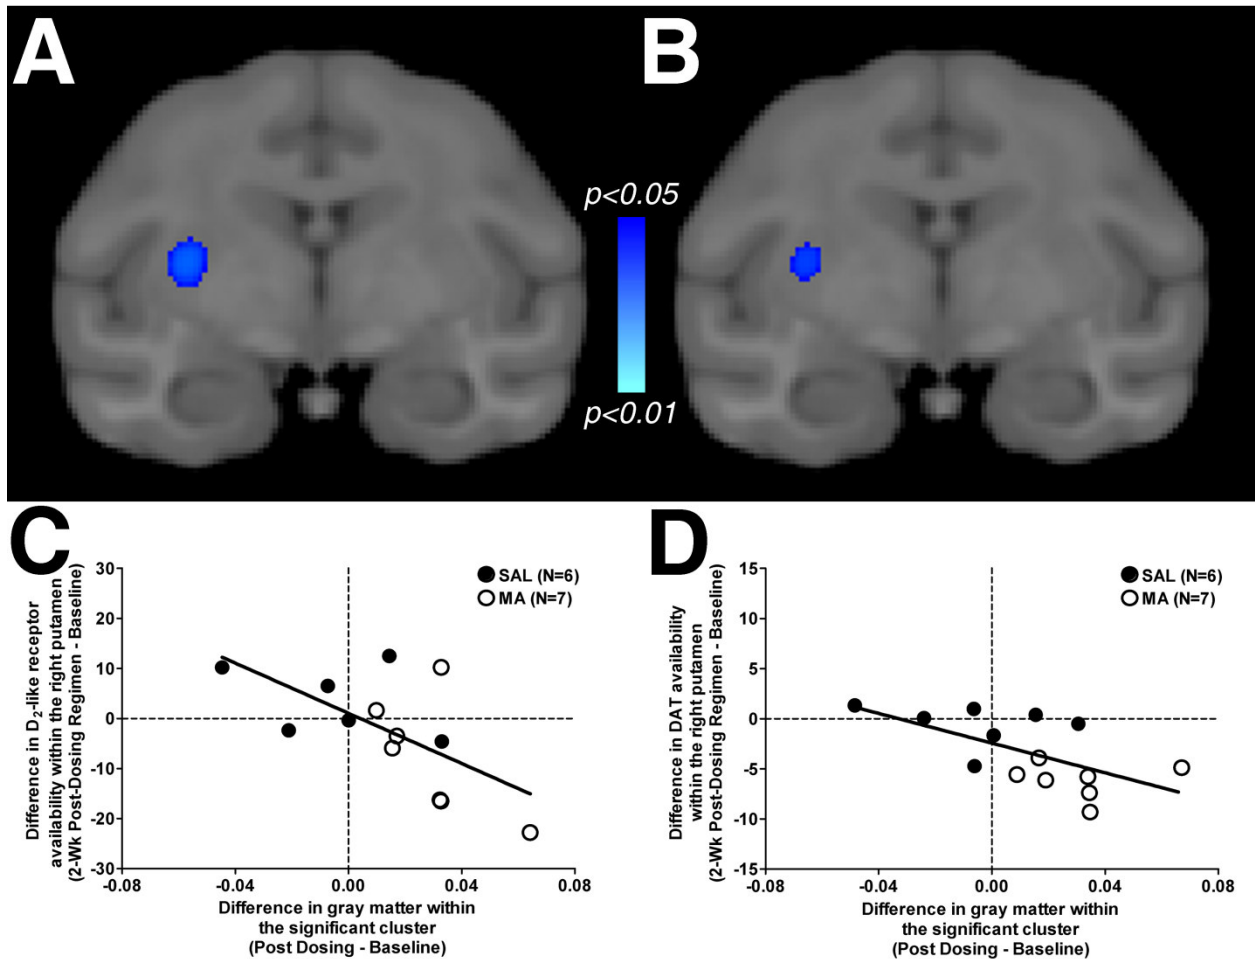 A
B
p<0.05
p<0.01
C
D
Difference in D2-like receptor
availability within the right putamen
(2-Wk Post-Dosing Regimen - Baseline)
30
20
10
0
-10
-20
-30
SAL (N=6)
MA (N=7)
-0.08
-0.04
0.00
0.04
0.08
Difference in gray matter within
the significant cluster
(Post Dosing - Baseline)
Difference in DAT availability
within the right putamen
(2-Wk Post-Dosing Regimen - Baseline)
15
10
5
0
-5
-10
-15
SAL (N=6)
MA (N=7)
-0.08
-0.04
0.00
0.04
0.08
Difference in gray matter within
the significant cluster
(Post Dosing - Baseline)